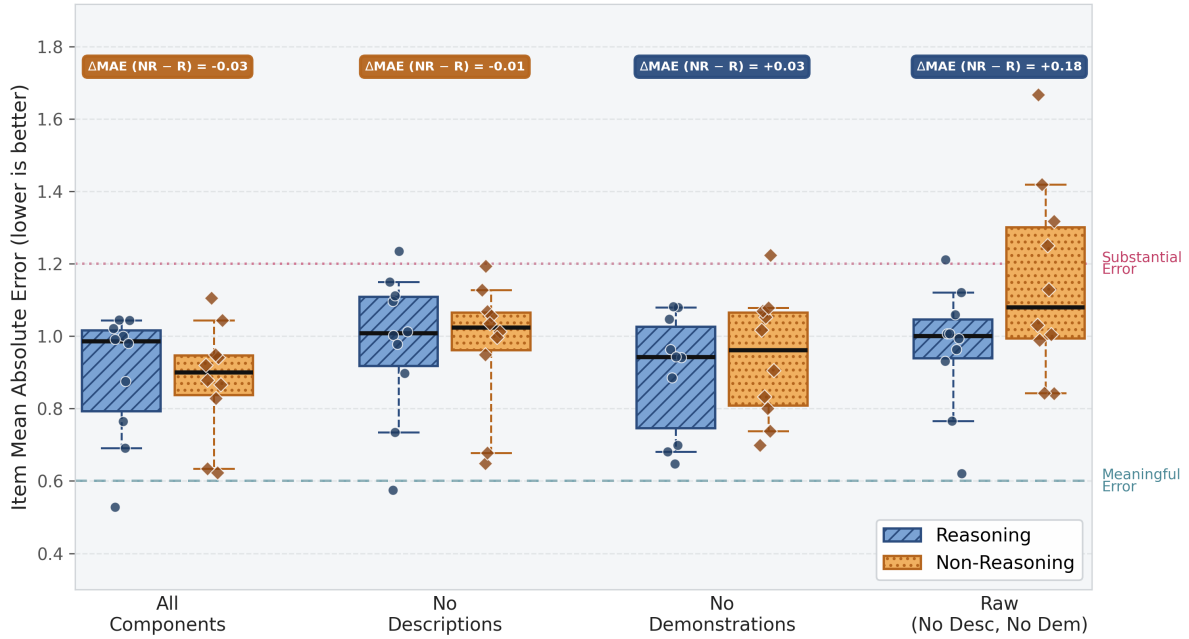 Item Mean Absolute Error (lower is better)
1.8
1.6
1.4
1.2
1.0
0.8
0.6
0.4
ΔMAE (NR − R) = -0.03
ΔMAE (NR − R) = -0.01
ΔMAE (NR − R) = +0.03
ΔMAE (NR − R) = +0.18
Substantial
Error
Meaningful
Error
Reasoning
Non-Reasoning
All
Components
No
Descriptions
No
Demonstrations
Raw
(No Desc, No Dem)